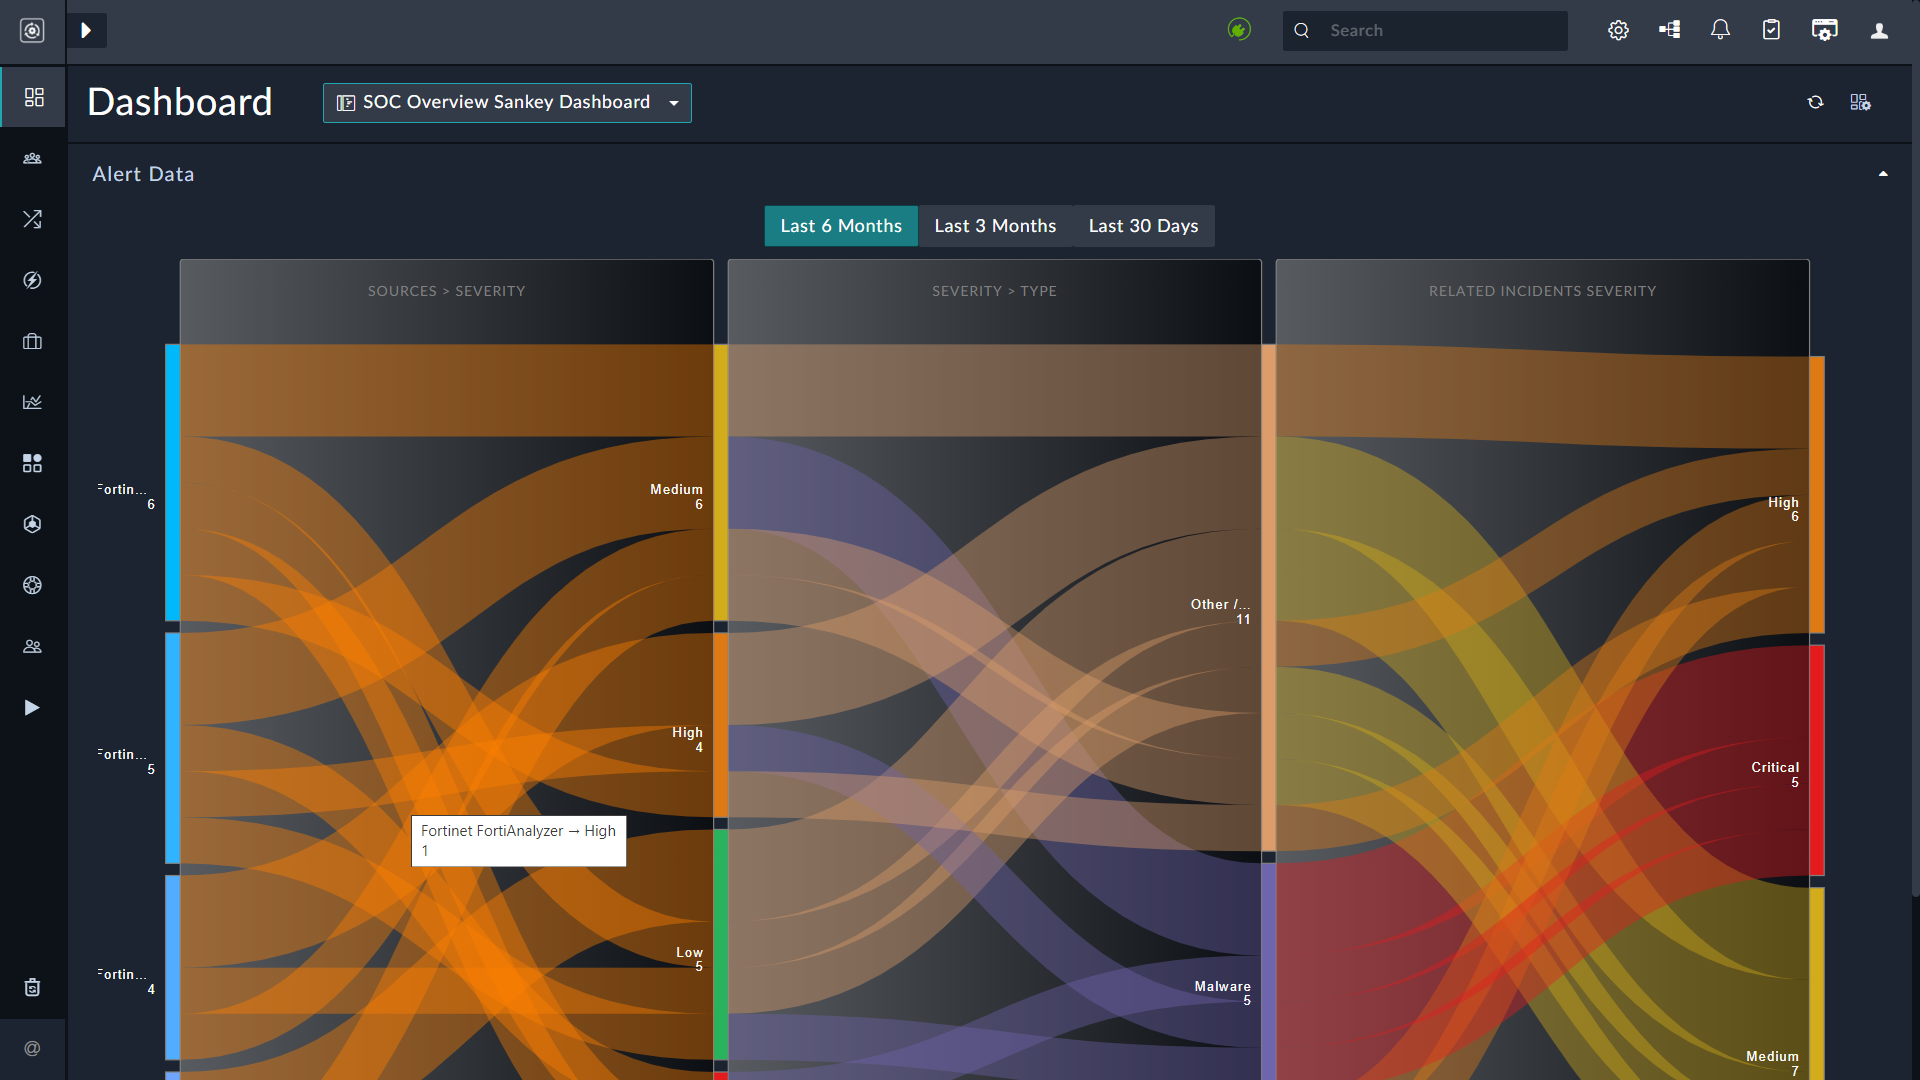 Search
Dashboard
SOC Overview Sankey Dashboard
Alert Data
Last 6 Months
Last 3 Months
Last 30 Days
SOURCES > SEVERITY
SEVERITY > TYPE
RELATED INCIDENTS SEVERITY
Fortin...
6
Medium
6
High
6
Other /...
11
Fortin...
5
High
4
Critical
5
Fortinet FortiAnalyzer → High
1
Fortin...
4
Low
5
Malware
5
Medium
7
@